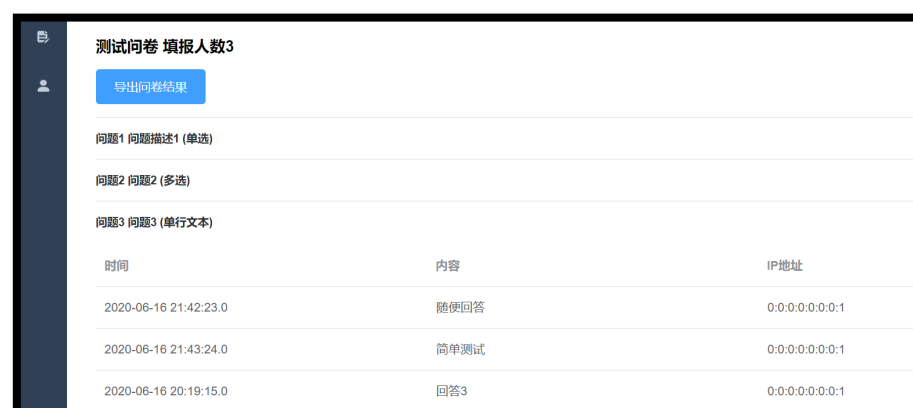 测试问卷 填报人数3
导出问卷结果
问题1 问题描述1 (单选)
问题2 问题2 (多选)
问题3 问题3 (单行文本)
时间 内容 IP地址
2020-06-16 21:42:23.0 随便回答 0:0:0:0:0:0:0:1
2020-06-16 21:43:24.0 简单测试 0:0:0:0:0:0:0:1
2020-06-16 20:19:15.0 回答3 0:0:0:0:0:0:0:1